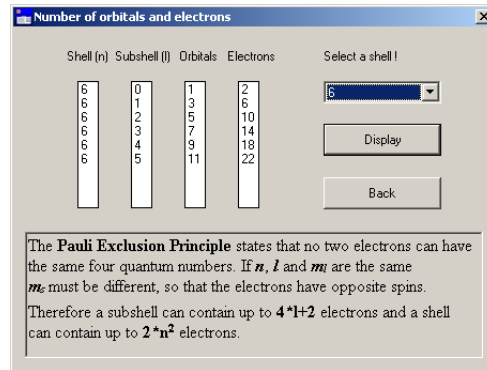 Number of orbitals and electrons
Shell (n) Subshell (l) Orbitals Electrons Select a shell !
6 0 1 2
6 1 3 6
6 2 5 10
6 3 7 14
6 4 9 18
6 5 11 22
6
Display
Back
The Pauli Exclusion Principle states that no two electrons can have
the same four quantum numbers. If n, l and mₗ are the same
mₛ must be different, so that the electrons have opposite spins.
Therefore a subshell can contain up to 4*l+2 electrons and a shell
can contain up to 2*n² electrons.